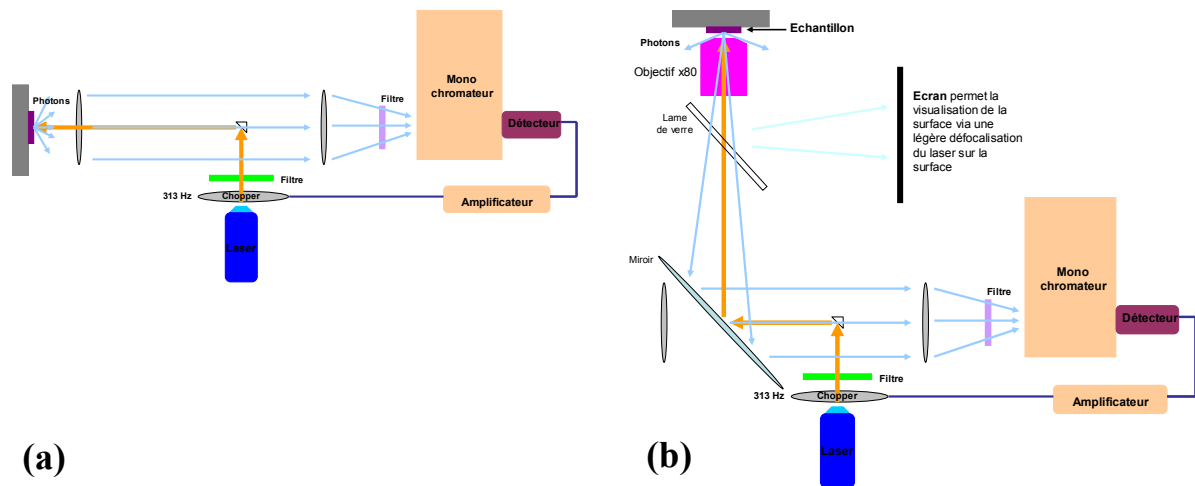 Photons
Filtre
Mono
chromateur
Détecteur
Filtre
313 Hz
Chopper
Amplificateur
Laser
(a)
Echantillon
Photons
Objectif x80
Lame
de verre
Ecran permet la
visualisation de la
surface via une
légère défocalisation
du laser sur la
surface
Miroir
Filtre
Mono
chromateur
Détecteur
Filtre
313 Hz
Chopper
Amplificateur
Laser
(b)